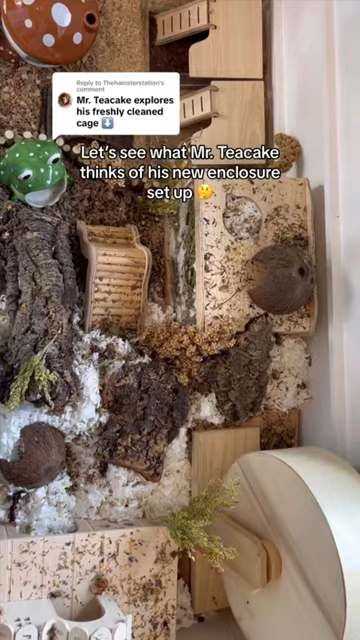 Reply to Thehamsterstation's
comment
Mr. Teacake explores
his freshly cleaned
cage ⬇️
Let's see what Mr. Teacake
thinks of his new enclosure
set up 🤔